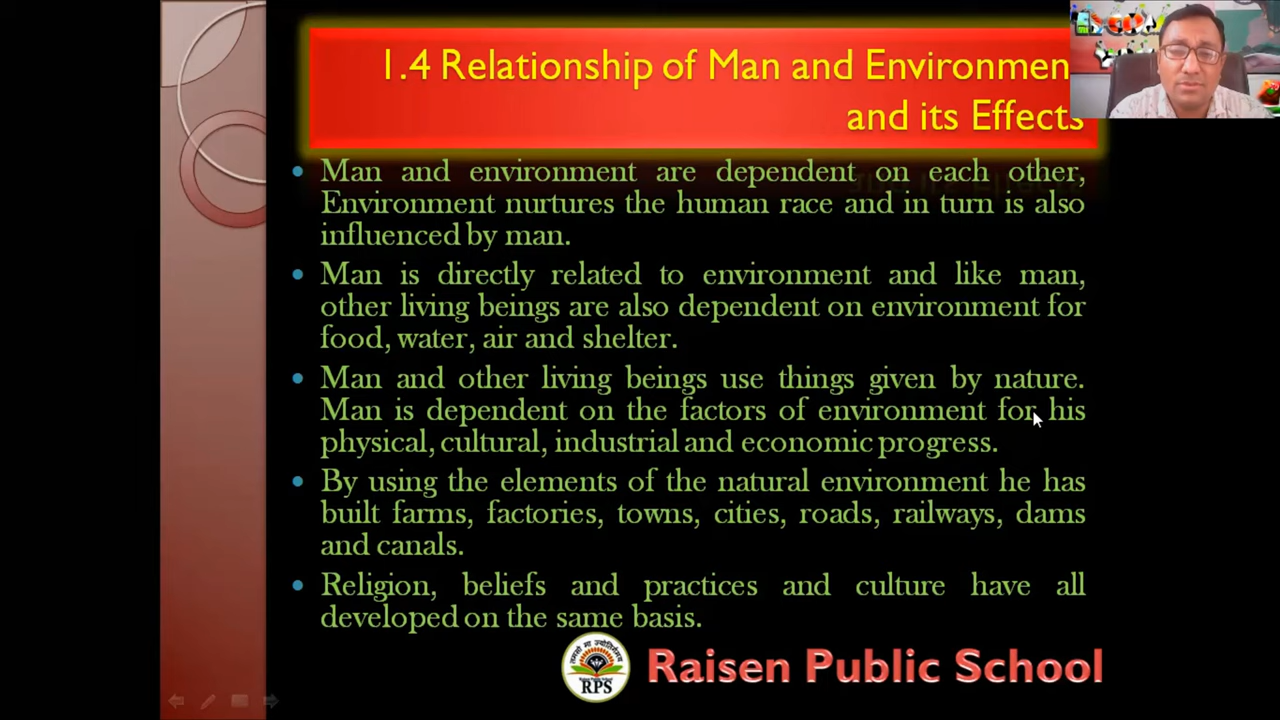 1.4 Relationship of Man and Environmen
and its Effects
Man and environment are dependent on each other,
Environment nurtures the human race and in turn is also
influenced by man.
Man is directly related to environment and like man,
other living beings are also dependent on environment for
food, water, air and shelter.
Man and other living beings use things given by nature.
Man is dependent on the factors of environment for his
physical, cultural, industrial and economic progress.
By using the elements of the natural environment he has
built farms, factories, towns, cities, roads, railways, dams
and canals.
Religion, beliefs and practices and culture have all
developed on the same basis.
तमसो मा ज्योतिर्गमय
RPS
Raisen Public School